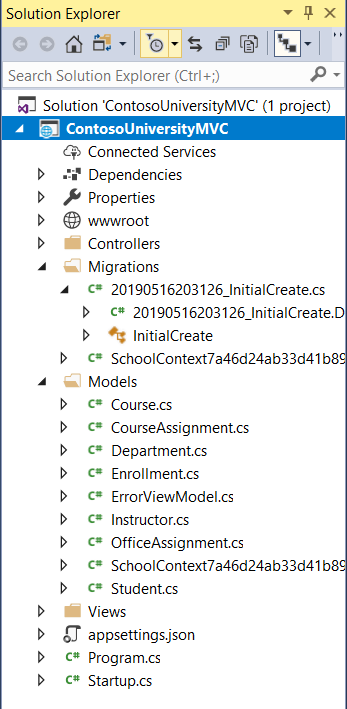 Solution Explorer
Search Solution Explorer (Ctrl+;)
Solution 'ContosoUniversityMVC' (1 project)
ContosoUniversityMVC
Connected Services
Dependencies
Properties
wwwroot
Controllers
Migrations
C# 20190516203126_InitialCreate.cs
C# 20190516203126_InitialCreate.D
InitialCreate
C# SchoolContext7a46d24ab33d41b89
Models
C# Course.cs
C# CourseAssignment.cs
C# Department.cs
C# Enrollment.cs
C# ErrorViewModel.cs
C# Instructor.cs
C# OfficeAssignment.cs
C# SchoolContext7a46d24ab33d41b89
C# Student.cs
Views
appsettings.json
C# Program.cs
C# Startup.cs